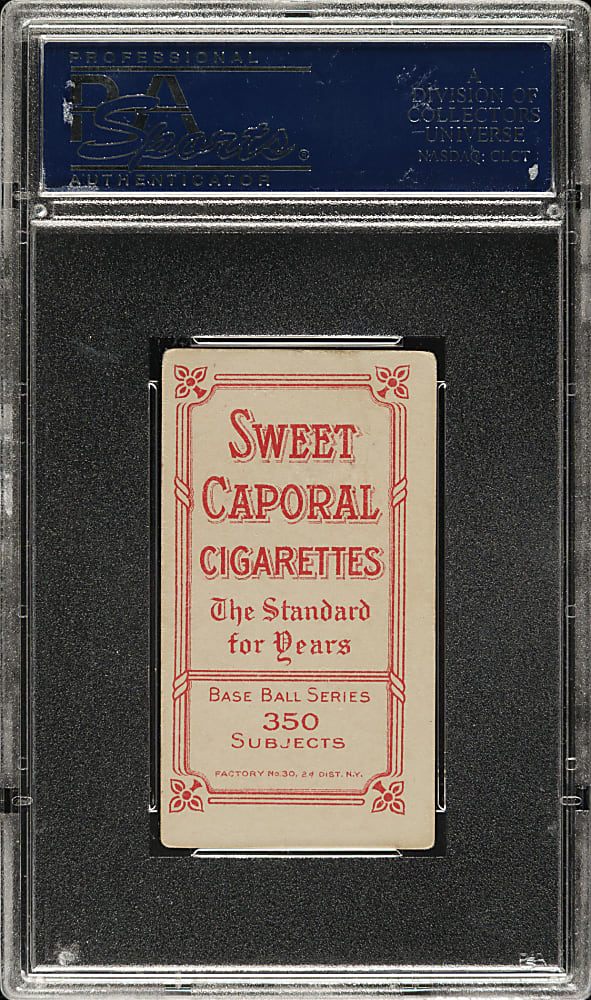 PROFESSIONAL
PSA
Sports®
AUTHENTICATOR
A
DIVISION OF
COLLECTORS
UNIVERSE
NASDAQ: CLCT
SWEET
CAPORAL
CIGARETTES
The Standard
for Years
BASE BALL SERIES
350
SUBJECTS
FACTORY No. 30, 2d DIST. N.Y.